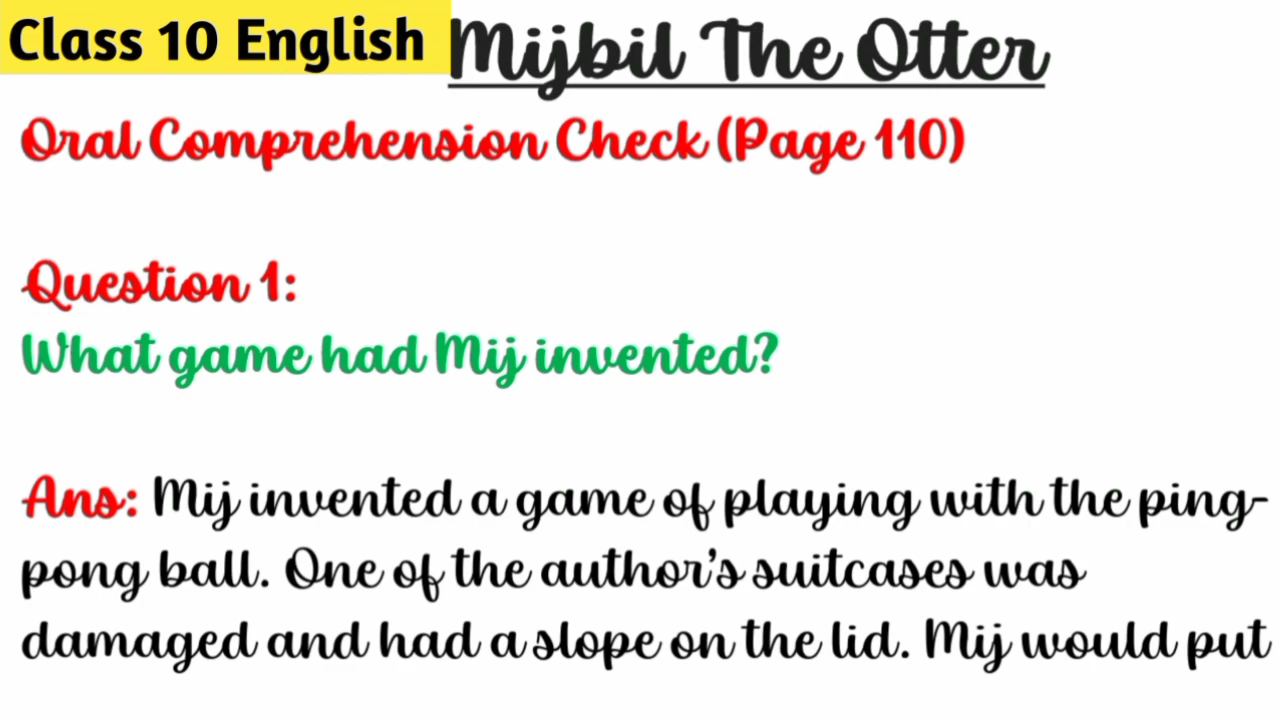 Class 10 English Mijbil The Otter
Oral Comprehension Check (Page 110)
Question 1:
What game had Mij invented?
Ans: Mij invented a game of playing with the ping-
pong ball. One of the author's suitcases was
damaged and had a slope on the lid. Mij would put